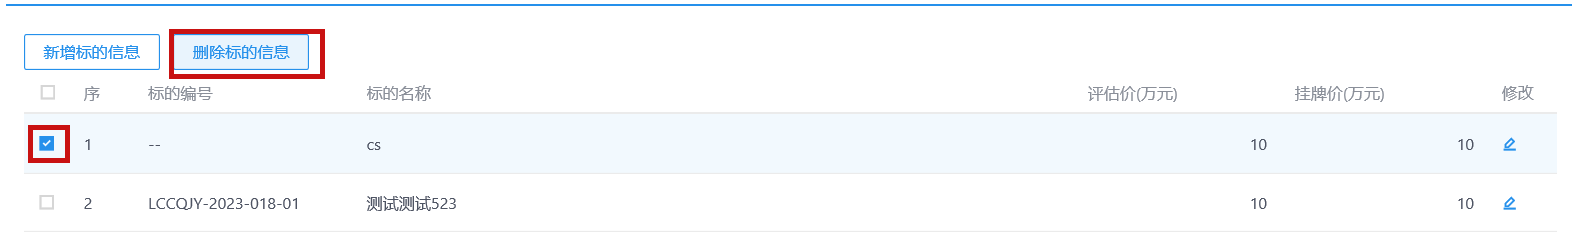 新增标的信息 删除标的信息
序 标的编号 标的名称 评估价(万元) 挂牌价(万元) 修改
1 -- cs 10 10
2 LCCQJY-2023-018-01 测试测试523 10 10